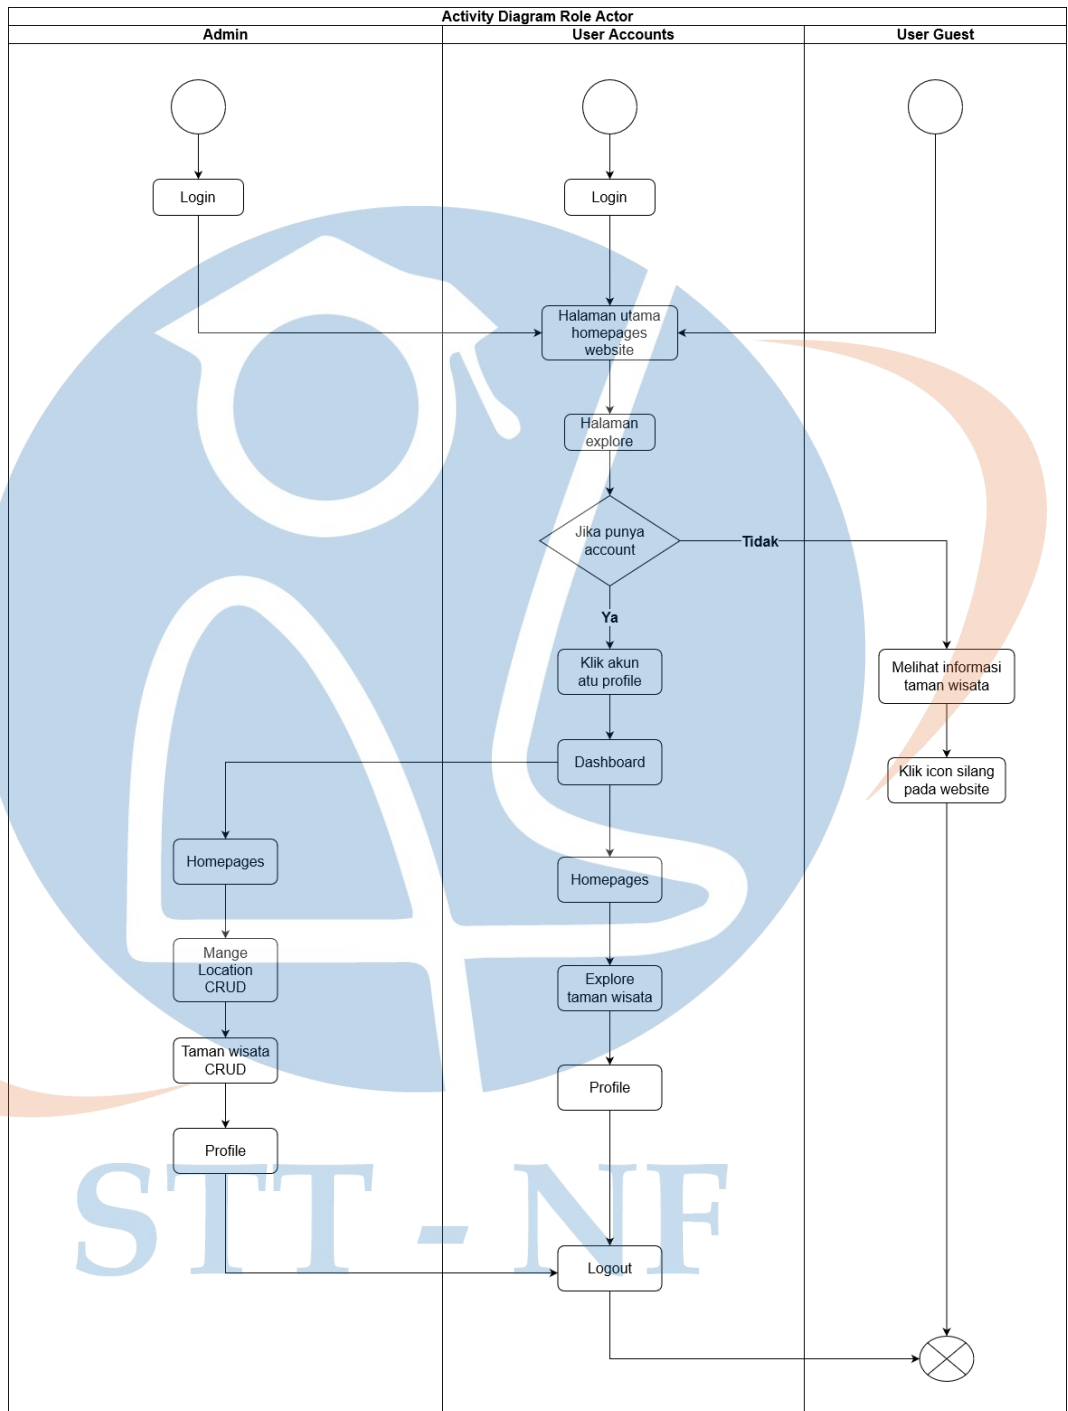 Activity Diagram Role Actor
Admin
User Accounts
User Guest
Login
Login
Halaman utama
homepages
website
Halaman
explore
Jika punya
account
Tidak
Ya
Klik akun
atu profile
Melihat informasi
taman wisata
Dashboard
Klik icon silang
pada website
Homepages
Homepages
Mange
Location
CRUD
Explore
taman wisata
Taman wisata
CRUD
Profile
Profile
STT - NF
Logout